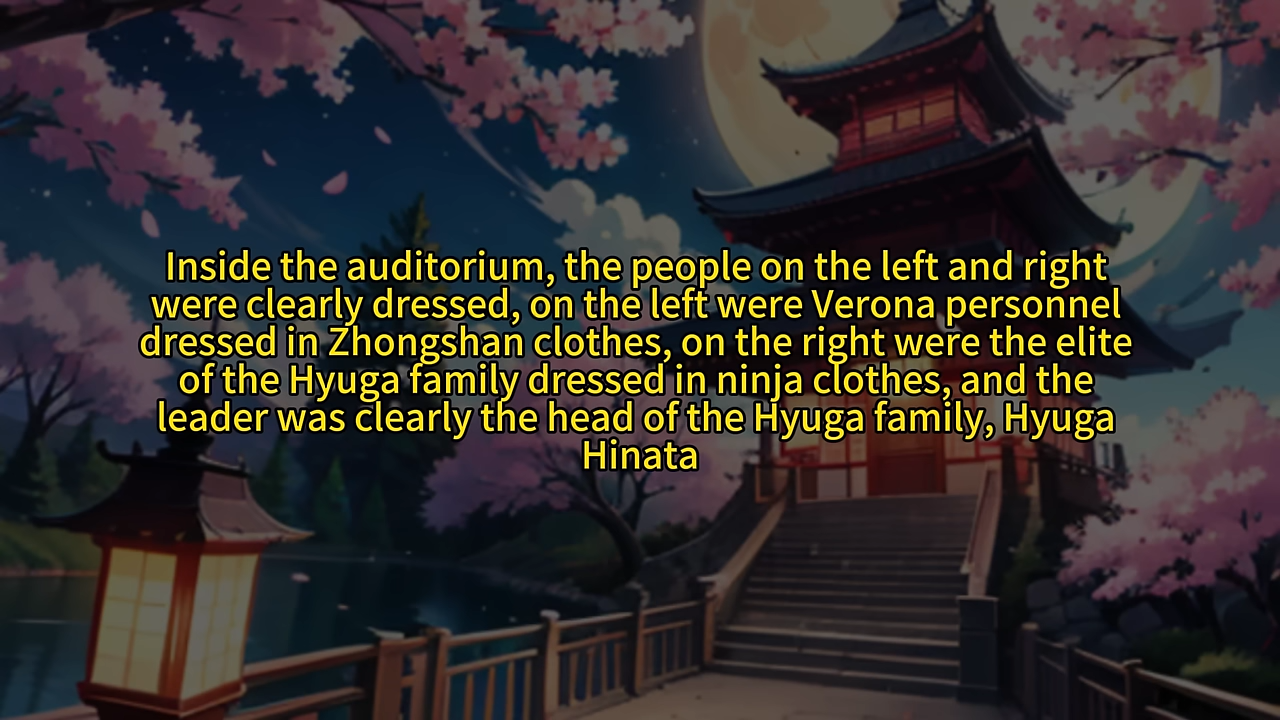 Inside the auditorium, the people on the left and right
were clearly dressed, on the left were Verona personnel
dressed in Zhongshan clothes, on the right were the elite
of the Hyuga family dressed in ninja clothes, and the
leader was clearly the head of the Hyuga family, Hyuga
Hinata